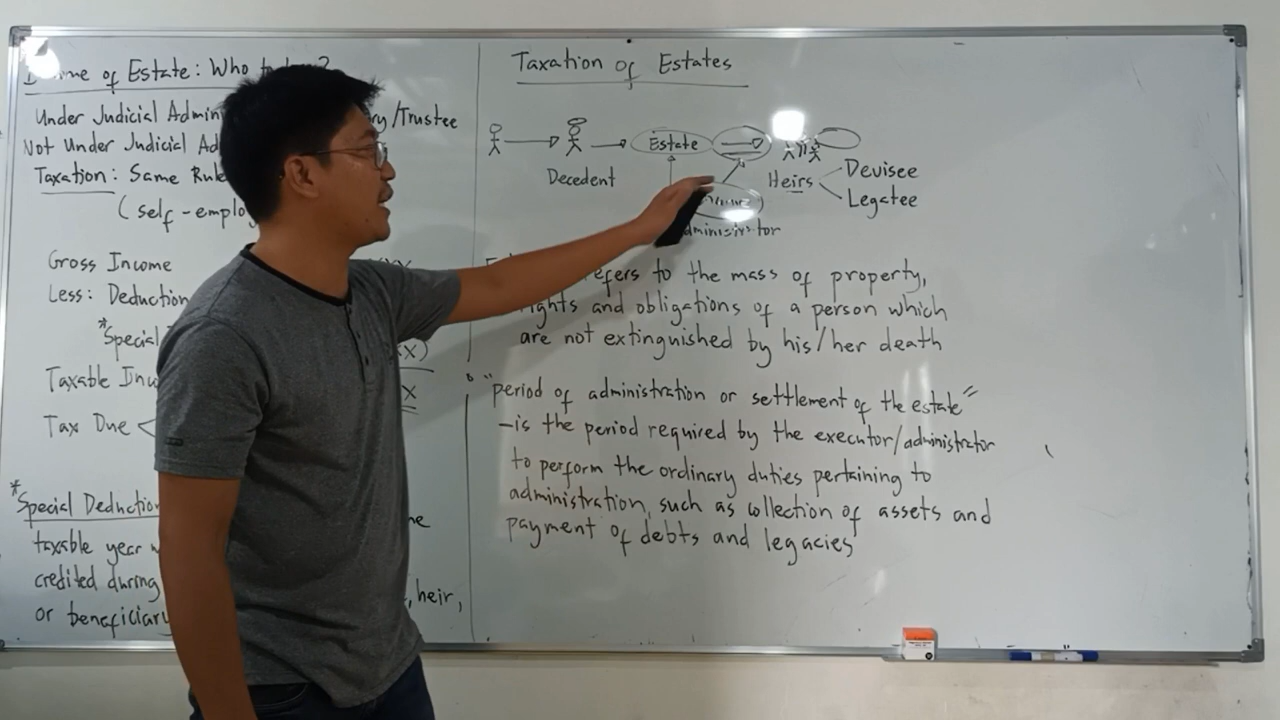 of Estate: Who
Under Judicial Admin
/Trustee
Not Under Judicial Ad
Taxation: Same Rule
(self-emplo
Gross Income
Less: Deduction
*Special
Taxable Inc
Tax Due
*Special Deduction
taxable year
credited during
heir,
or beneficiary
Taxation of Estates
Estate
Decedent
Heirs
Devisee
Legatee
dministrator
refers to the mass of property,
rights and obligations of a person which
are not extinguished by his/her death
"period of administration or settlement of the estate"
-is the period required by the executor/administrator
to perform the ordinary duties pertaining to
administration, such as collection of assets and
payment of debts and legacies